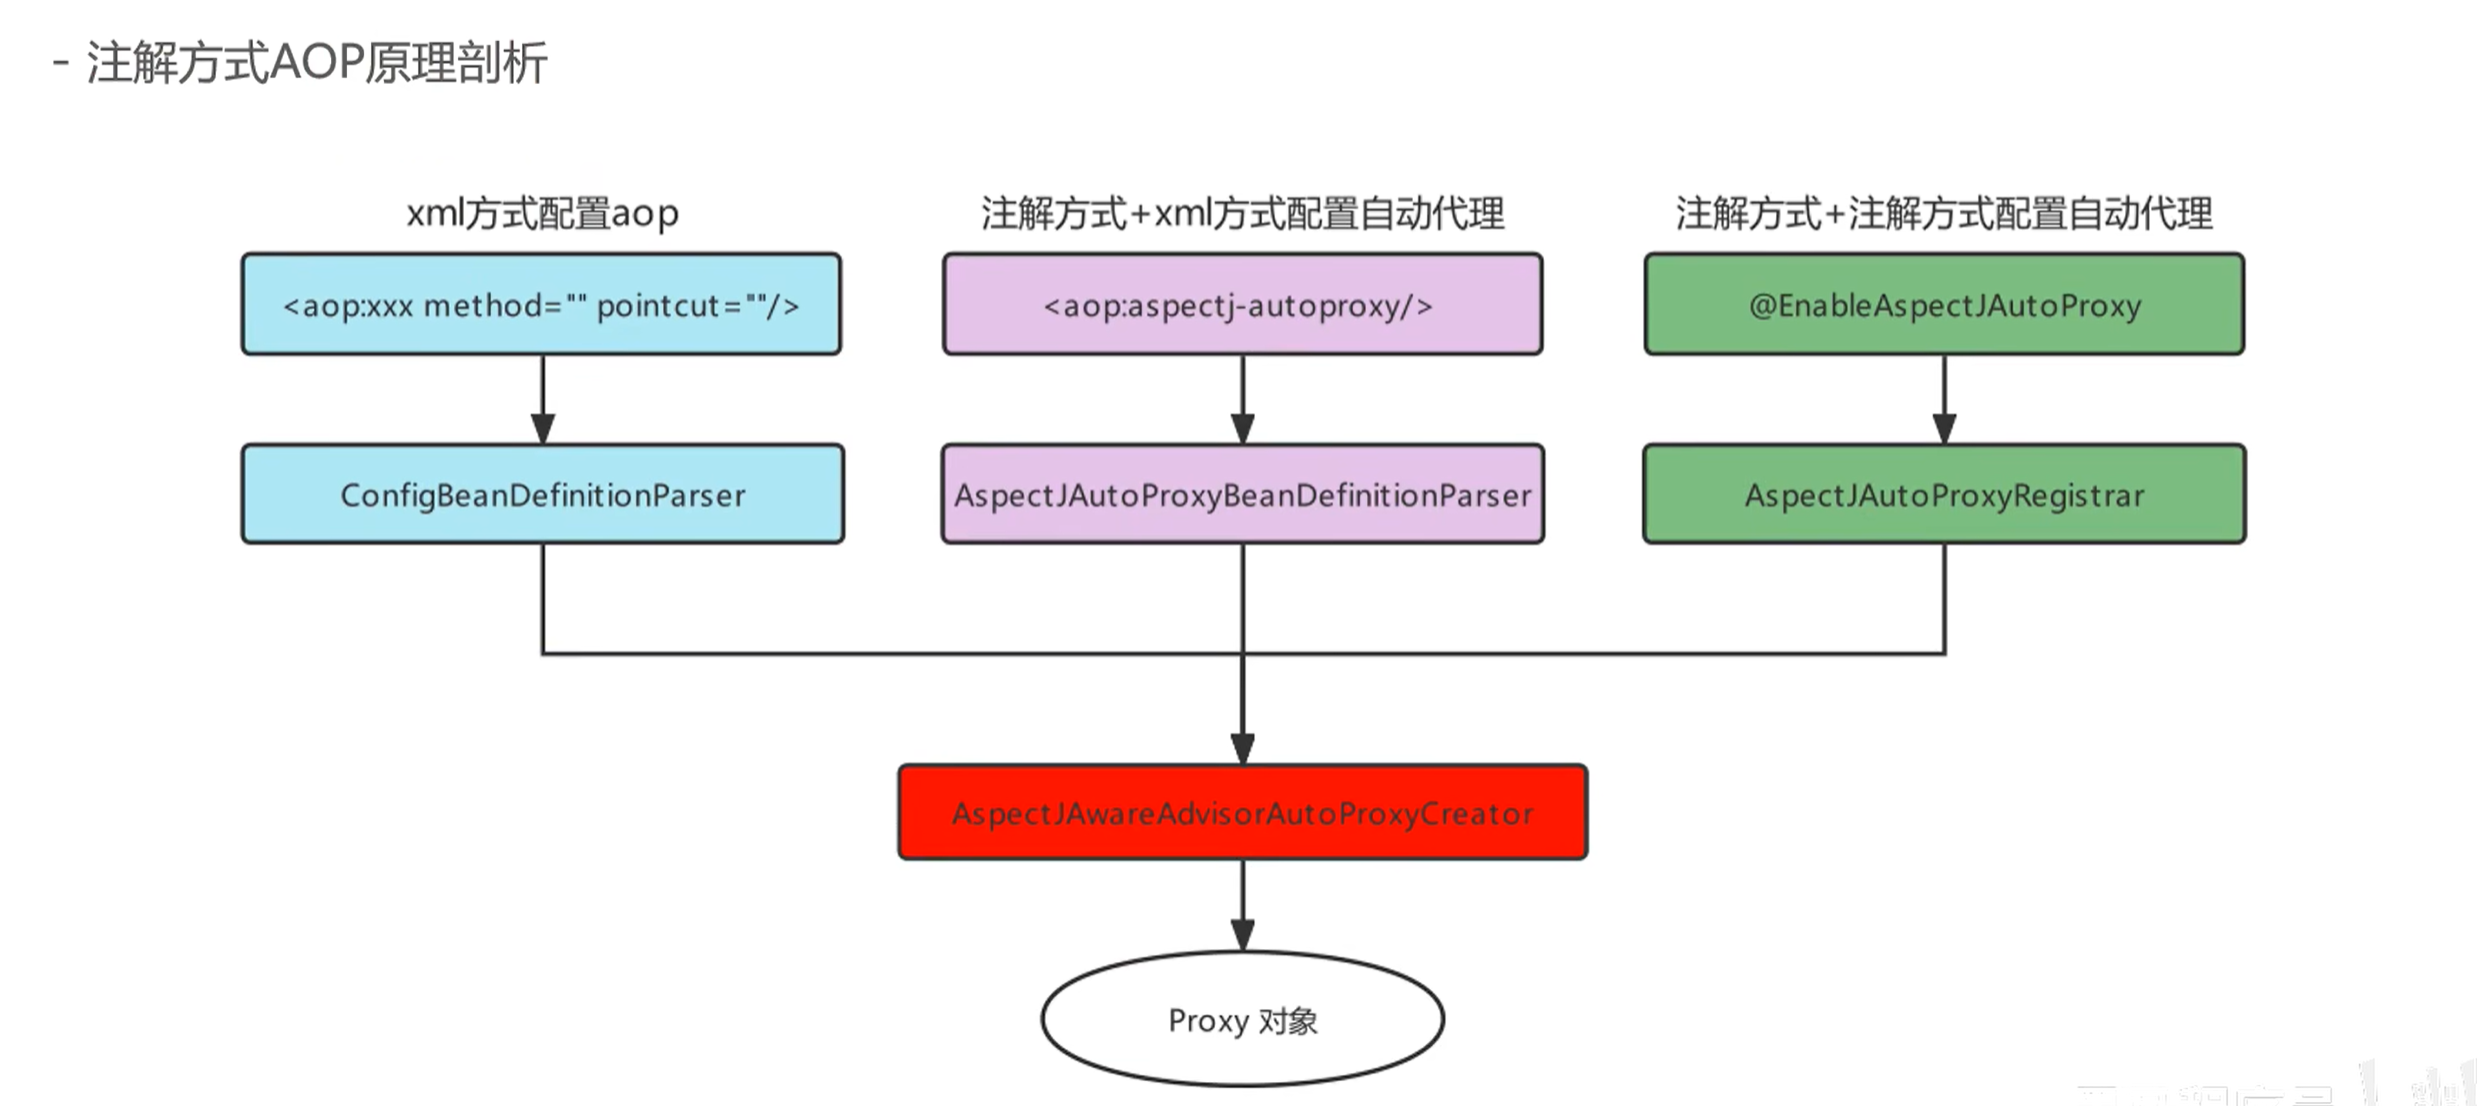 - 注解方式AOP原理剖析
xml方式配置aop
注解方式+xml方式配置自动代理
注解方式+注解方式配置自动代理
<aop:xxx method="" pointcut=""/>
<aop:aspectj-autoproxy/>
@EnableAspectJAutoProxy
ConfigBeanDefinitionParser
AspectJAutoProxyBeanDefinitionParser
AspectJAutoProxyRegistrar
AspectJAwareAdvisorAutoProxyCreator
Proxy 对象